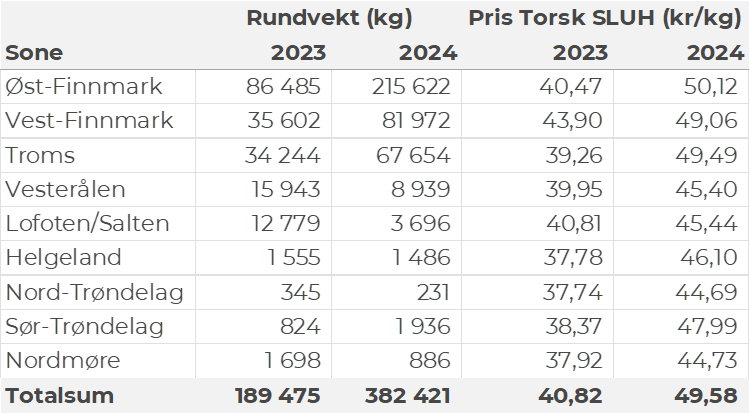 Rundvekt (kg) Pris Torsk SLUH (kr/kg)
Sone 2023 2024 2023 2024
Øst-Finnmark 86 485 215 622 40,47 50,12
Vest-Finnmark 35 602 81 972 43,90 49,06
Troms 34 244 67 654 39,26 49,49
Vesterålen 15 943 8 939 39,95 45,40
Lofoten/Salten 12 779 3 696 40,81 45,44
Helgeland 1 555 1 486 37,78 46,10
Nord-Trøndelag 345 231 37,74 44,69
Sør-Trøndelag 824 1 936 38,37 47,99
Nordmøre 1 698 886 37,92 44,73
Totalsum 189 475 382 421 40,82 49,58